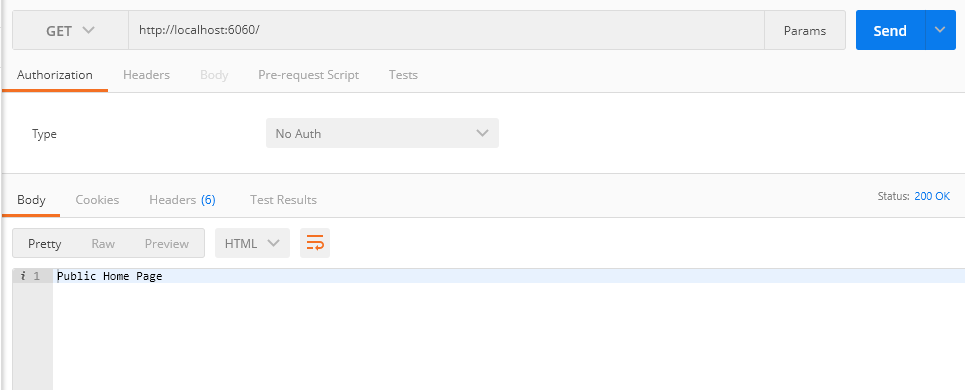 GET http://localhost:6060/ Params Send
Authorization Headers Body Pre-request Script Tests
Type No Auth
Body Cookies Headers (6) Test Results Status: 200 OK
Pretty Raw Preview HTML
i 1 Public Home Page